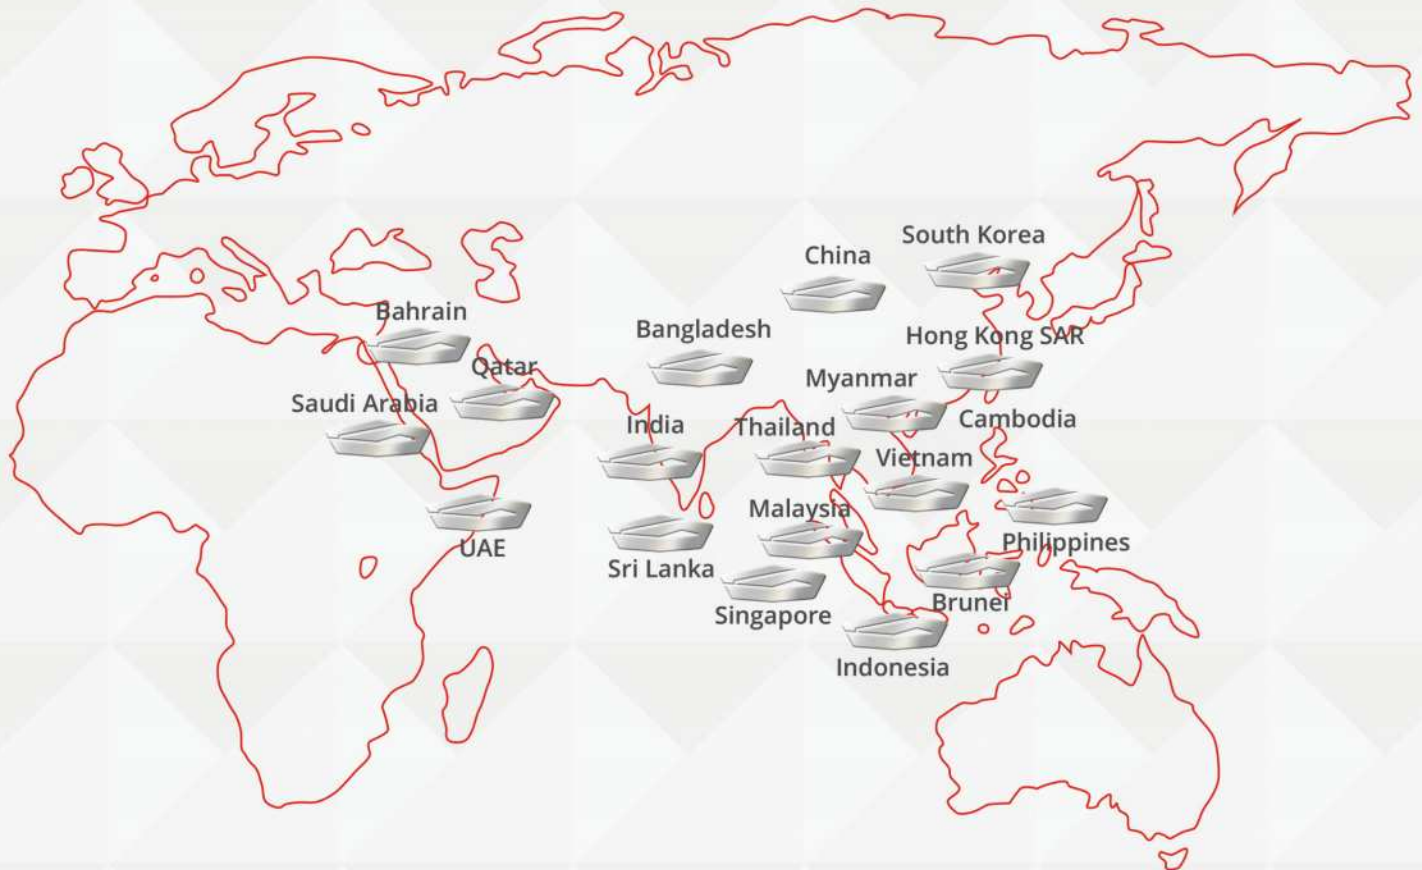 South Korea
China
Bahrain
Bangladesh
Hong Kong SAR
Qatar
Myanmar
Saudi Arabia
Cambodia
India
Thailand
Vietnam
Malaysia
Philippines
UAE
Sri Lanka
Brunei
Singapore
Indonesia